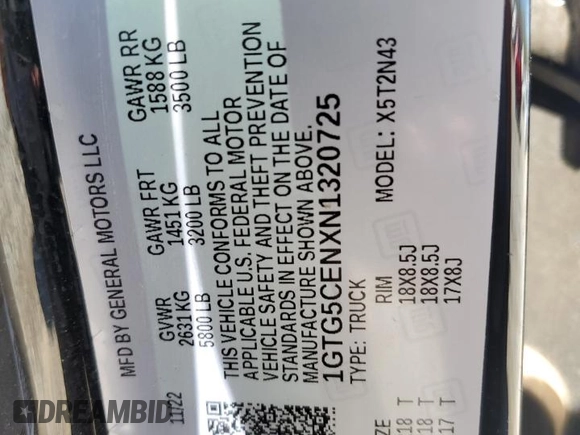 MFD BY GENERAL MOTORS LLC
11/22
GVWR GAWR FRT GAWR RR
2631 KG 1451 KG 1588 KG
5800 LB 3200 LB 3500 LB
THIS VEHICLE CONFORMS TO ALL
APPLICABLE U.S. FEDERAL MOTOR
VEHICLE SAFETY AND THEFT PREVENTION
STANDARDS IN EFFECT ON THE DATE OF
MANUFACTURE SHOWN ABOVE.
1GTG5CENXN1320725
TYPE: TRUCK MODEL: X5T2N43
RIM
18 T 18X8.5J
18 T 18X8.5J
17 T 17X8J
DREAMBID